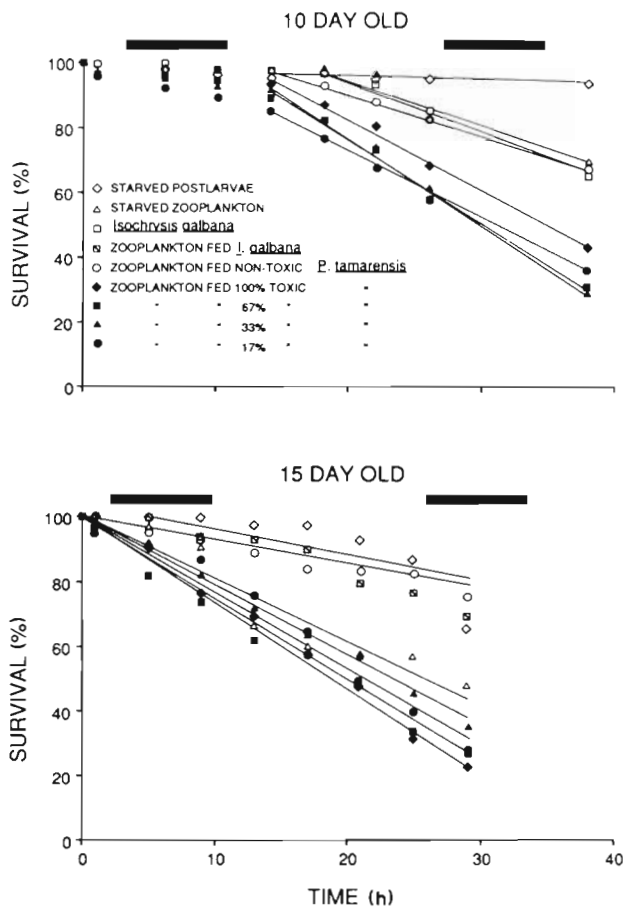 10 DAY OLD
100
80
60
40
20
0
SURVIVAL (%)
STARVED POSTLARVAE
STARVED ZOOPLANKTON
Isochrysis galbana
ZOOPLANKTON FED I. galbana
ZOOPLANKTON FED NON-TOXIC P. tamarensis
ZOOPLANKTON FED 100% TOXIC "
" " 67% " "
" " 33% " "
" " 17% " "
15 DAY OLD
100
80
60
40
20
0
SURVIVAL (%)
0 10 20 30 40
TIME (h)